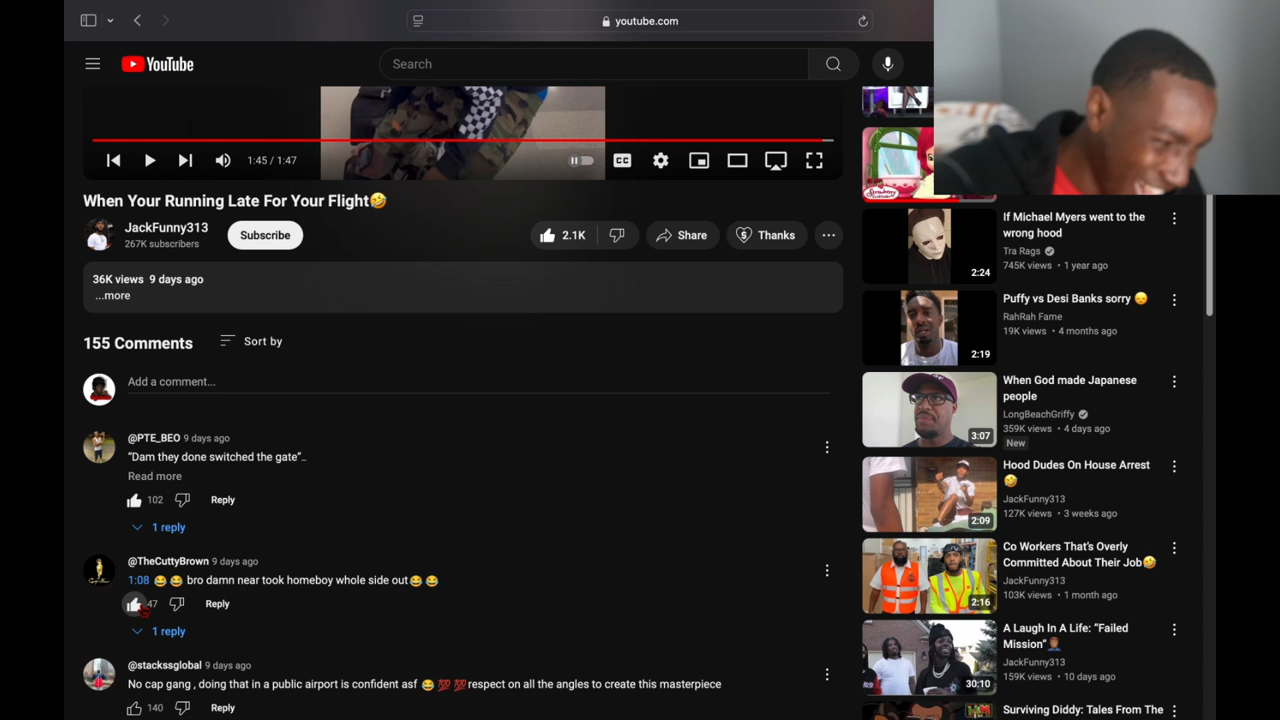 youtube.com
YouTube
Search
1:45 / 1:47
CC
When Your Running Late For Your Flight🤣
JackFunny313
267K subscribers
Subscribe
2.1K
Share
Thanks
36K views 9 days ago
...more
155 Comments
Sort by
Add a comment...
@PTE_BEO 9 days ago
“Dam they done switched the gate”..
Read more
102
Reply
1 reply
@TheCuttyBrown 9 days ago
1:08 😂 😂 bro damn near took homeboy whole side out😂 😂
47
Reply
1 reply
@stackssglobal 9 days ago
No cap gang , doing that in a public airport is confident asf 😂 💯 💯 respect on all the angles to create this masterpiece
140
Reply
Strawberry
If Michael Myers went to the
wrong hood
Tra Rags
745K views • 1 year ago
2:24
Puffy vs Desi Banks sorry 😞
RahRah Fame
19K views • 4 months ago
2:19
When God made Japanese
people
LongBeachGriffy
359K views • 4 days ago
New
3:07
Hood Dudes On House Arrest
🤣
JackFunny313
127K views • 3 weeks ago
2:09
Co Workers That’s Overly
Committed About Their Job🤣
JackFunny313
103K views • 1 month ago
2:16
A Laugh In A Life: “Failed
Mission”🤦🏾‍♂️
JackFunny313
159K views • 10 days ago
30:10
Surviving Diddy: Tales From The